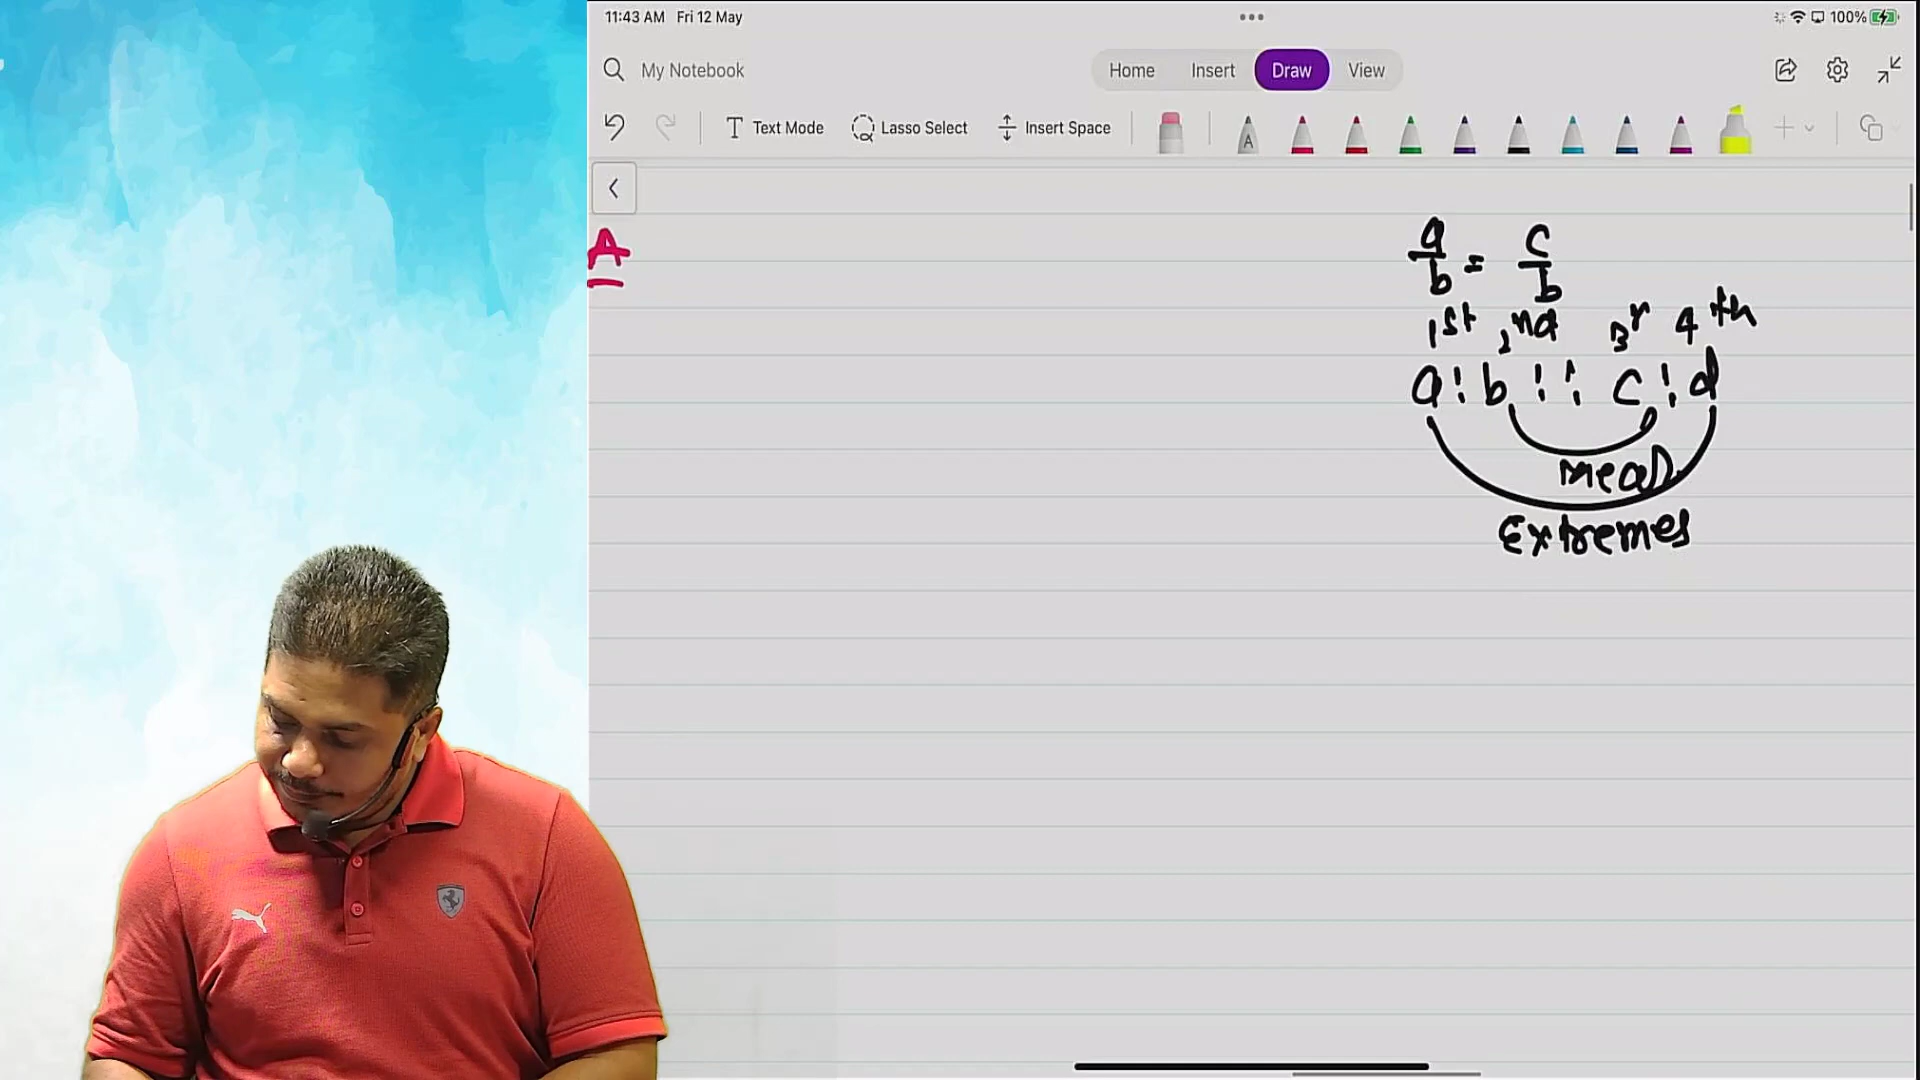 11:43 AM Fri 12 May
100%
My Notebook
Home Insert Draw View
Text Mode Lasso Select Insert Space
A
A
a/b = c/b
1st 2nd 3r 4th
a : b : : c : d
mean
Extremes